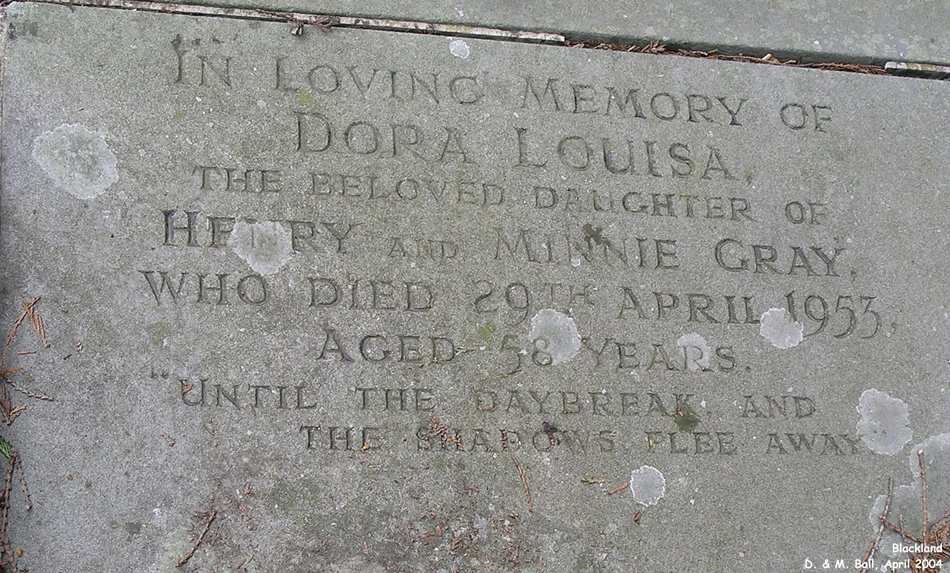 In Loving Memory of
Dora Louisa,
the beloved daughter of
Henry and Minnie Gray,
who died 29th April 1953,
Aged 58 Years.
"Until the daybreak, and
the shadows flee away
Blackland
D. & M. Ball, April 2004